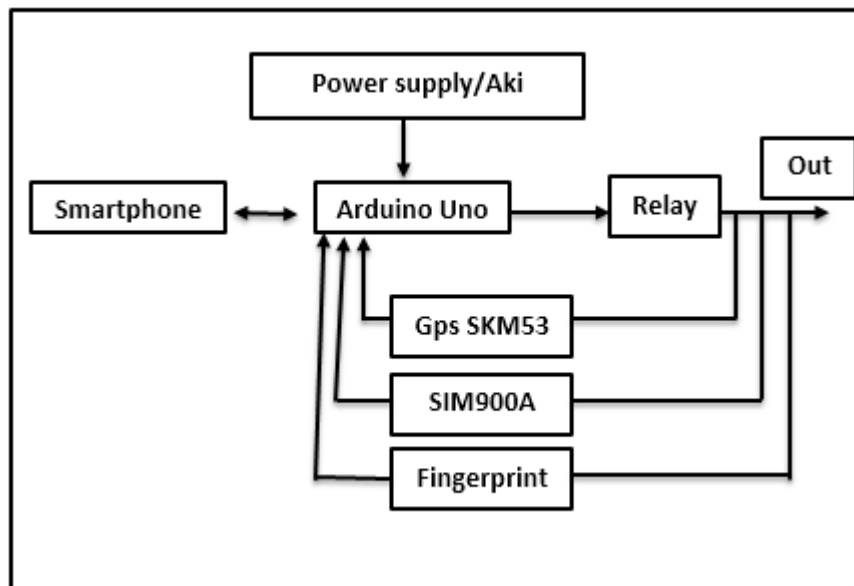 Power supply/Aki
Out
Smartphone
Arduino Uno
Relay
Gps SKM53
SIM900A
Fingerprint